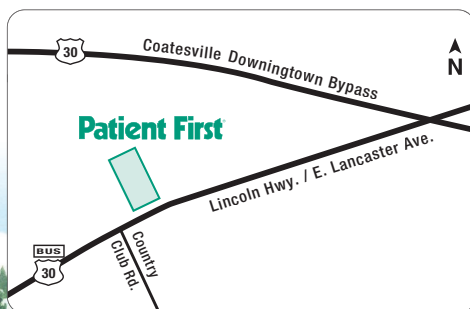 30
Coatesville Downingtown Bypass
N
Patient First®
Lincoln Hwy. / E. Lancaster Ave.
BUS
30
Country
Club Rd.